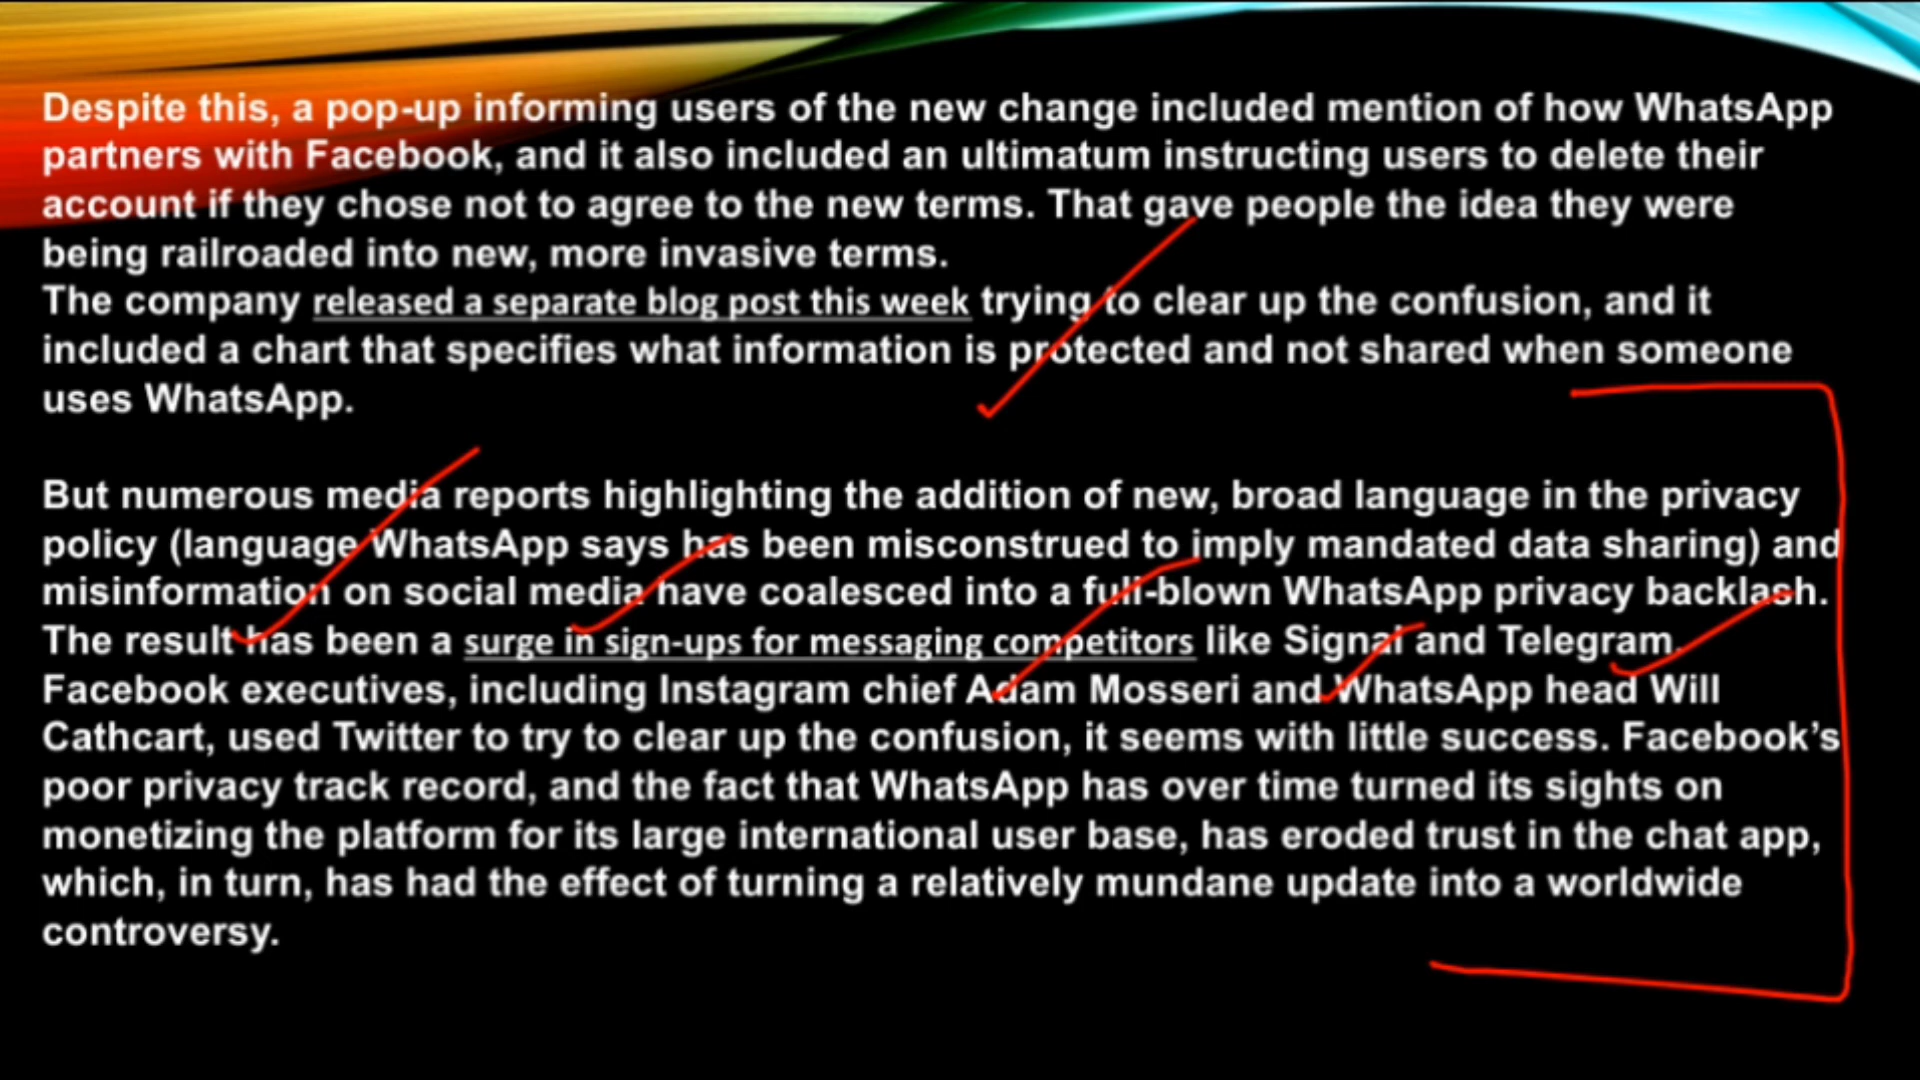 Despite this, a pop-up informing users of the new change included mention of how WhatsApp
partners with Facebook, and it also included an ultimatum instructing users to delete their
account if they chose not to agree to the new terms. That gave people the idea they were
being railroaded into new, more invasive terms.
The company released a separate blog post this week trying to clear up the confusion, and it
included a chart that specifies what information is protected and not shared when someone
uses WhatsApp.
But numerous media reports highlighting the addition of new, broad language in the privacy
policy (language WhatsApp says has been misconstrued to imply mandated data sharing) and
misinformation on social media have coalesced into a full-blown WhatsApp privacy backlash.
The result has been a surge in sign-ups for messaging competitors like Signal and Telegram.
Facebook executives, including Instagram chief Adam Mosseri and WhatsApp head Will
Cathcart, used Twitter to try to clear up the confusion, it seems with little success. Facebook’s
poor privacy track record, and the fact that WhatsApp has over time turned its sights on
monetizing the platform for its large international user base, has eroded trust in the chat app,
which, in turn, has had the effect of turning a relatively mundane update into a worldwide
controversy.